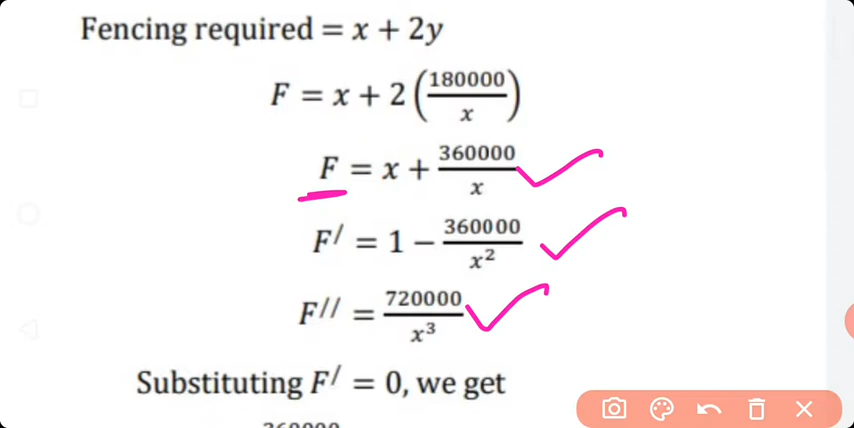 Fencing required = x + 2y
F = x + 2(180000/x)
F = x + 360000/x
F/ = 1 − 360000/x²
F// = 720000/x³
Substituting F/ = 0, we get